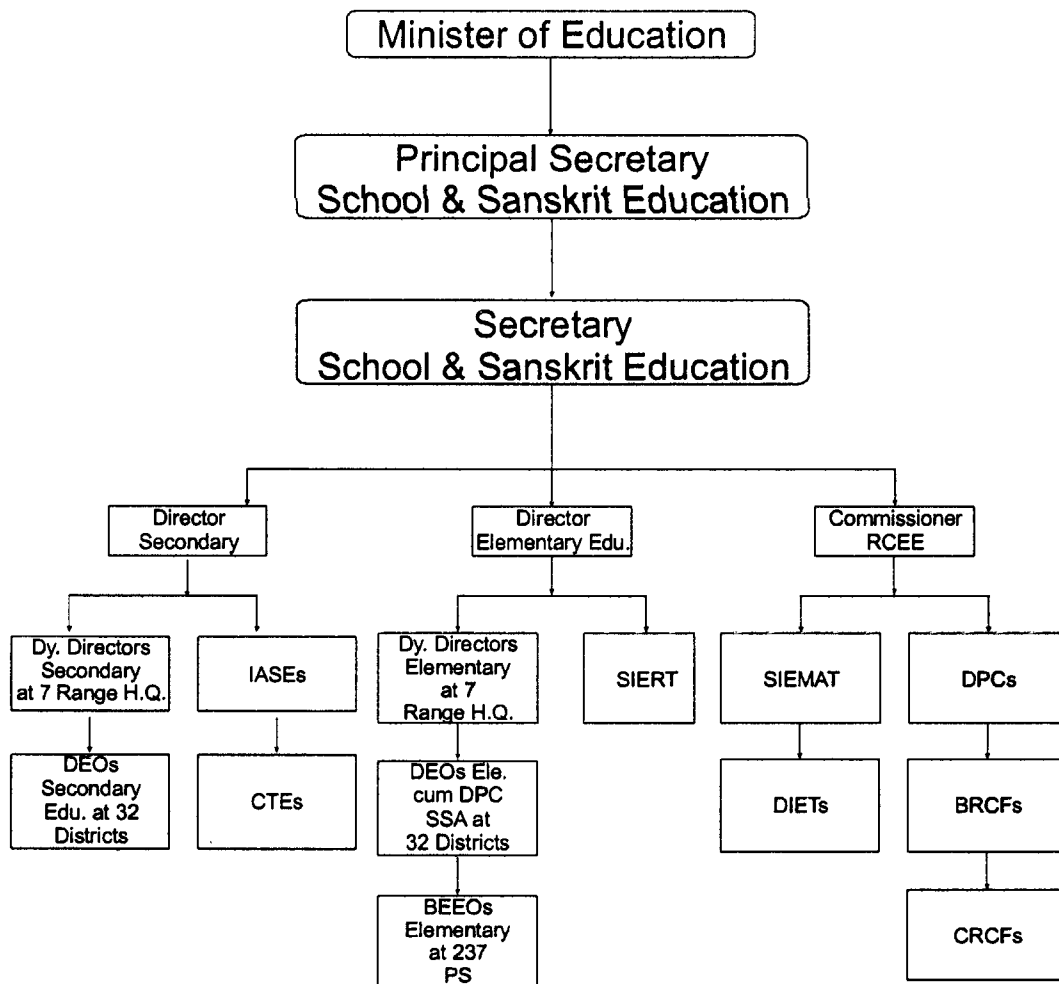 Minister of Education
Principal Secretary
School & Sanskrit Education
Secretary
School & Sanskrit Education
Director
Secondary
Director
Elementary Edu.
Commissioner
RCEE
Dy. Directors
Secondary
at 7 Range H.Q.
IASEs
Dy. Directors
Elementary
at 7
Range H.Q.
SIERT
SIEMAT
DPCs
DEOs
Secondary
Edu. at 32
Districts
CTEs
DEOs Ele.
cum DPC
SSA at
32 Districts
DIETs
BRCFs
BEEOs
Elementary
at 237
PS
CRCFs